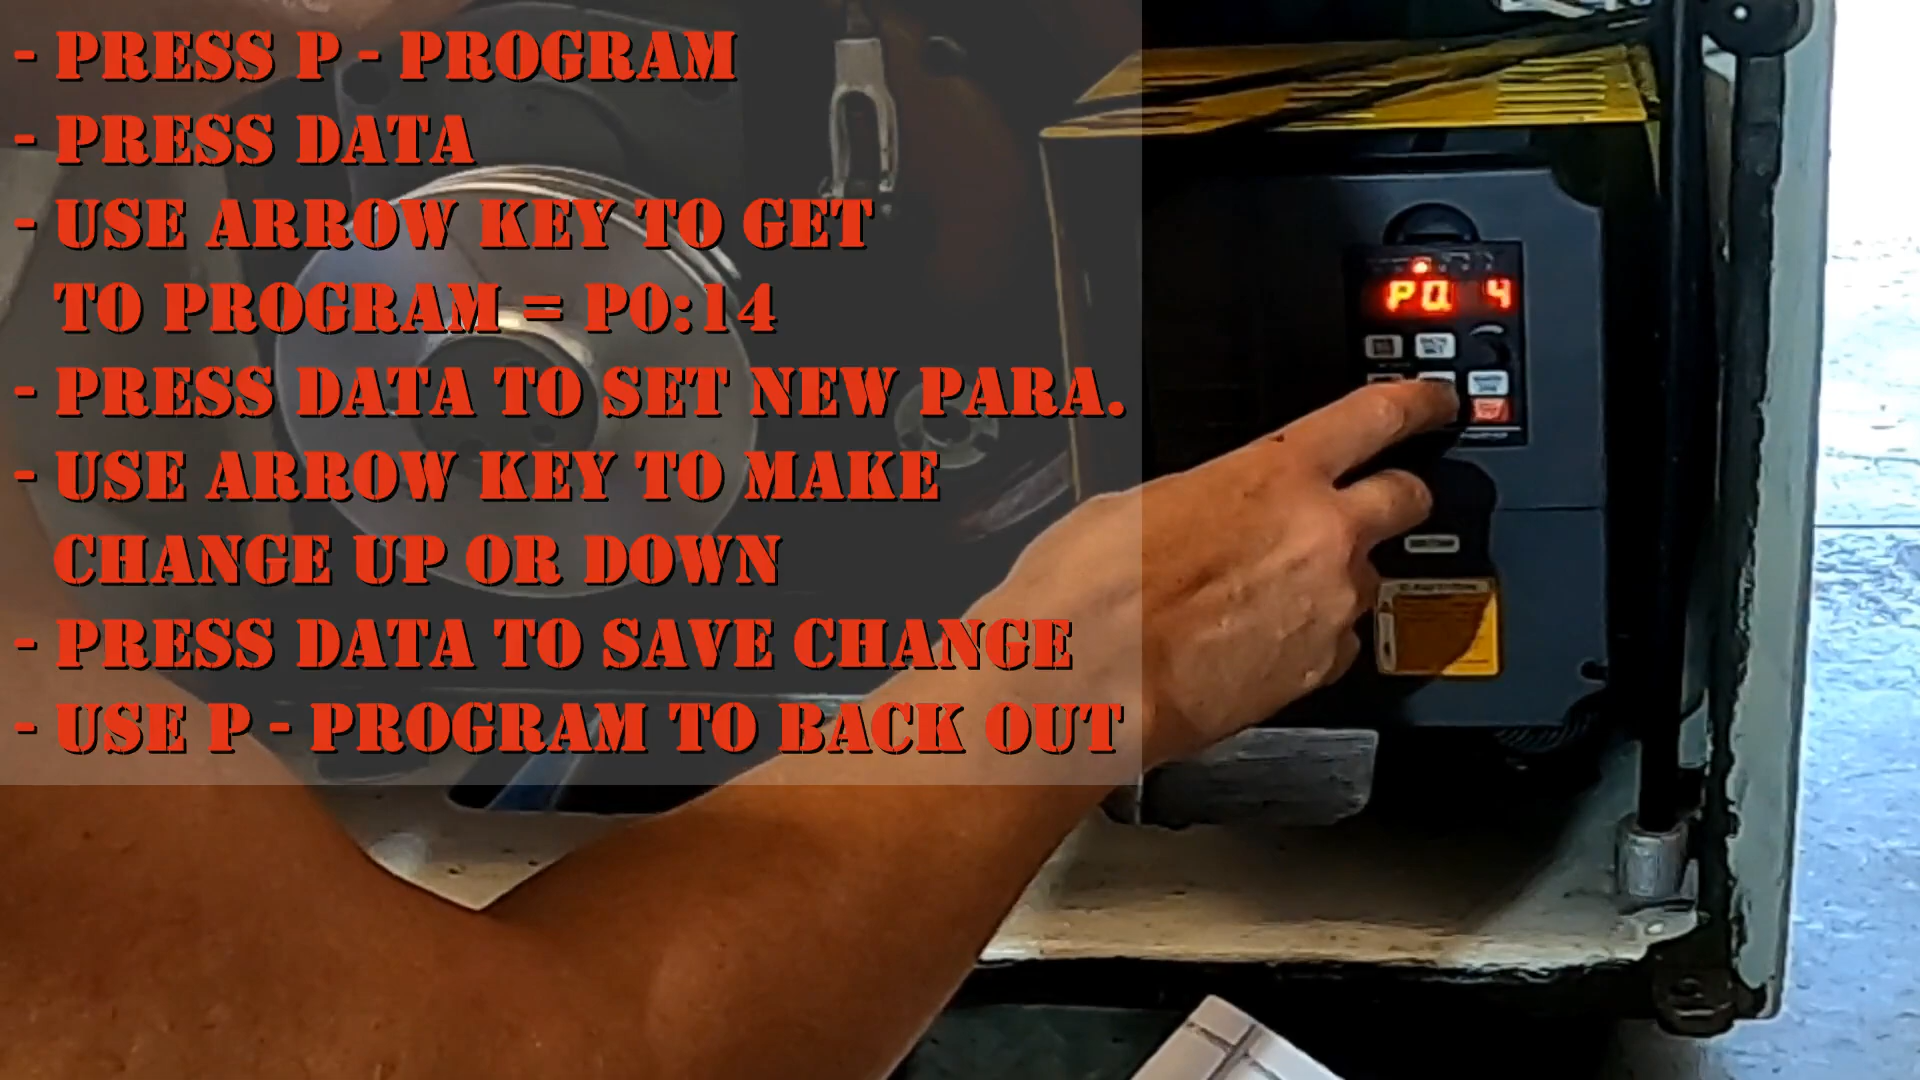 - PRESS P - PROGRAM
- PRESS DATA
- USE ARROW KEY TO GET
TO PROGRAM = P0:14
- PRESS DATA TO SET NEW PARA.
- USE ARROW KEY TO MAKE
CHANGE UP OR DOWN
- PRESS DATA TO SAVE CHANGE
- USE P - PROGRAM TO BACK OUT